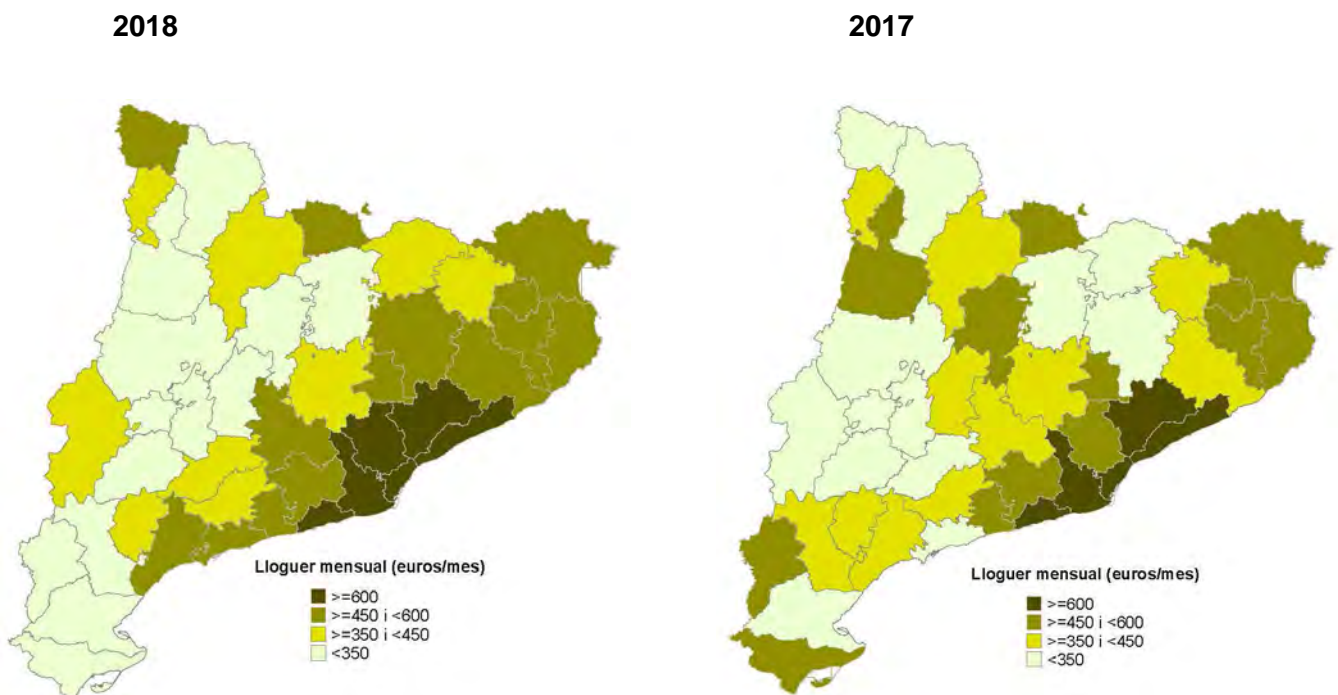 2018
2017
Lloguer mensual (euros/mes)
>=600
>=450 i <600
>=350 i <450
<350
Lloguer mensual (euros/mes)
>=600
>=450 i <600
>=350 i <450
<350